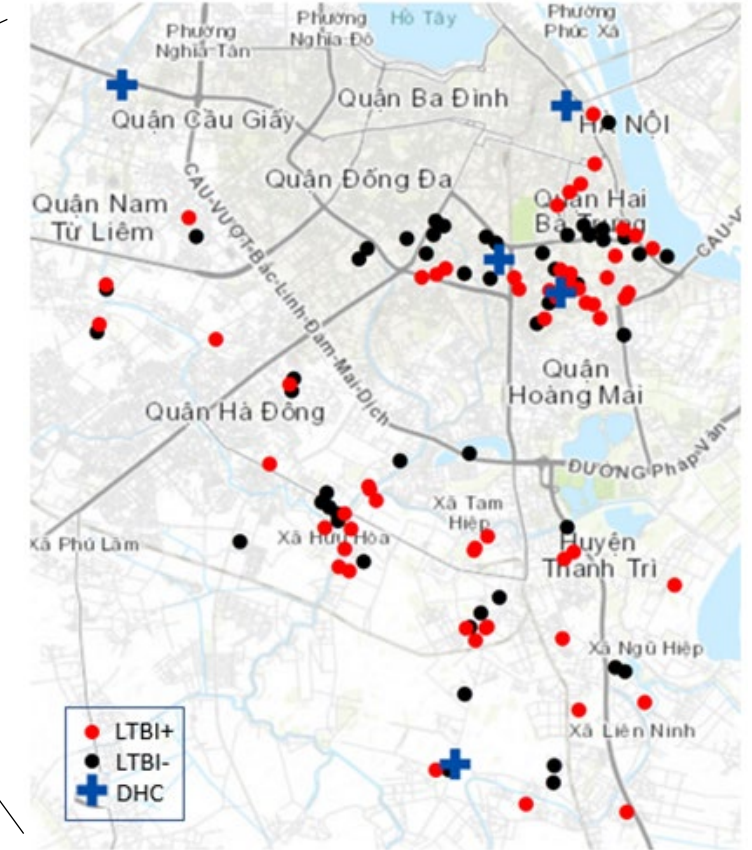 Phường
Nghĩa Tân
Phường
Nghĩa Đô
Hồ Tây
Phường
Phúc Xá
Quận Ba Đình
Quận Cầu Giấy
HÀ NỘI
Quận Đống Đa
Quận Nam
Từ Liêm
Quận Hai
Bà Trưng
CẦU-VƯỢT-Bắc-Linh-Đàm-Mai-Dịch
CẦU-V
Quận
Hoàng Mai
Quận Hà Đông
ĐƯỜNG Pháp Vân
Xã Tam
Hiệp
Xã Phú Lãm
Xã Hữu Hòa
Huyện
Thanh Trì
Xã Ngũ Hiệp
Xã Liên Ninh
LTBI+
LTBI-
DHC